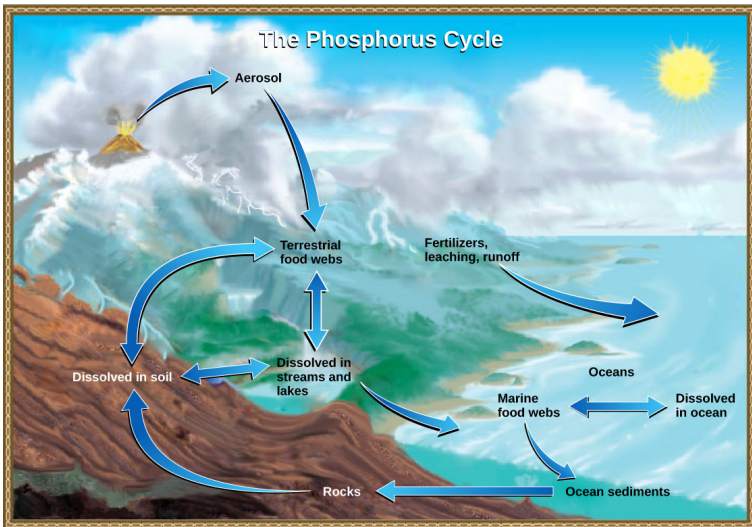 The Phosphorus Cycle
Aerosol
Terrestrial
food webs
Fertilizers,
leaching, runoff
Dissolved in soil
Dissolved in
streams and
lakes
Oceans
Marine
food webs
Dissolved
in ocean
Rocks
Ocean sediments